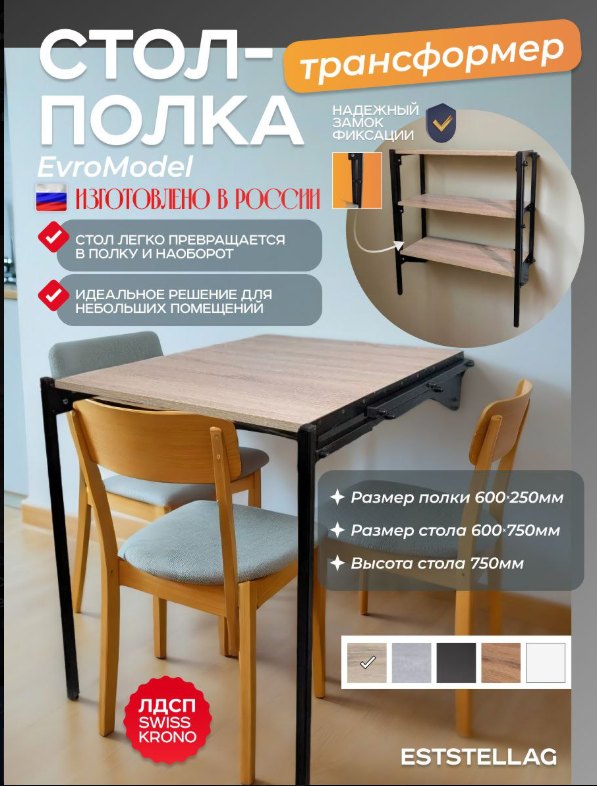 СТОЛ-
трансформер
ПОЛКА
НАДЕЖНЫЙ
ЗАМОК
ФИКСАЦИИ
EvroModel
ИЗГОТОВЛЕНО В РОССИИ
СТОЛ ЛЕГКО ПРЕВРАЩАЕТСЯ
В ПОЛКУ И НАОБОРОТ
ИДЕАЛЬНОЕ РЕШЕНИЕ ДЛЯ
НЕБОЛЬШИХ ПОМЕЩЕНИЙ
Размер полки 600·250мм
Размер стола 600·750мм
Высота стола 750мм
ЛДСП
SWISS
KRONO
ESTSTELLAG